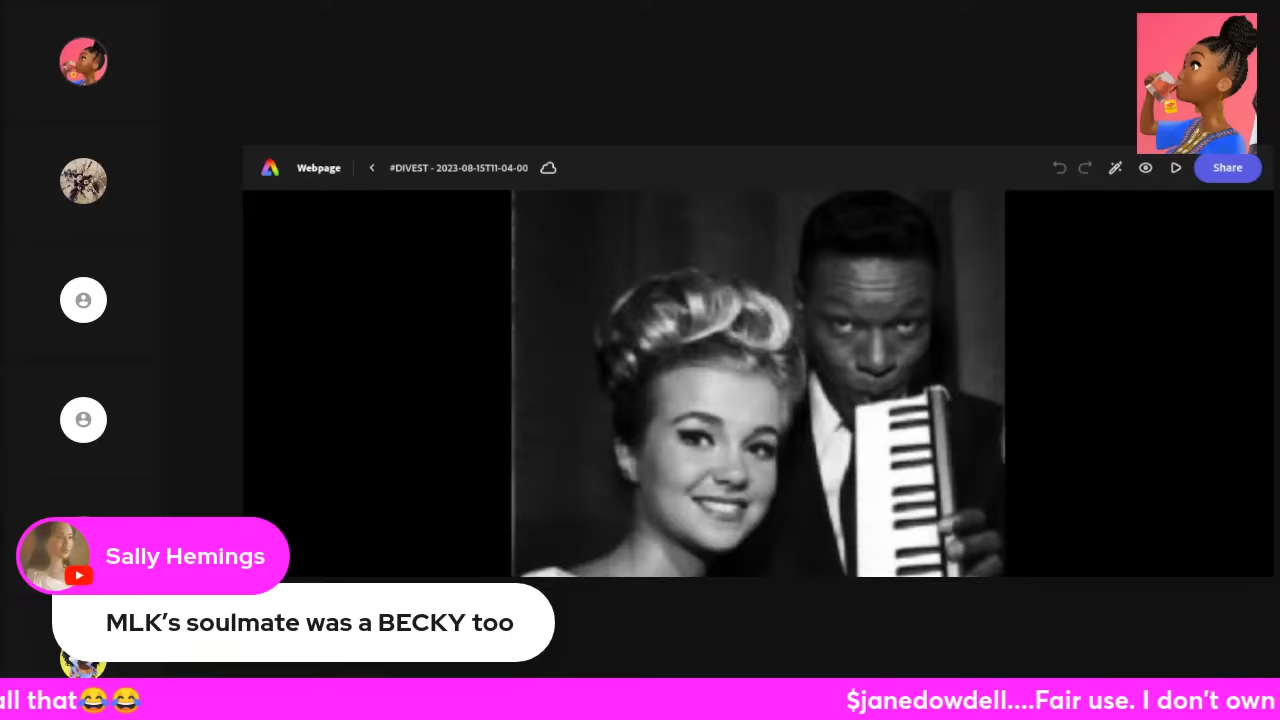 Webpage
#DIVEST - 2023-08-15T11-04-00
Share
Sally Hemings
MLK’s soulmate was a BECKY too
all that😂😂
$janedowdell....Fair use. I don’t own